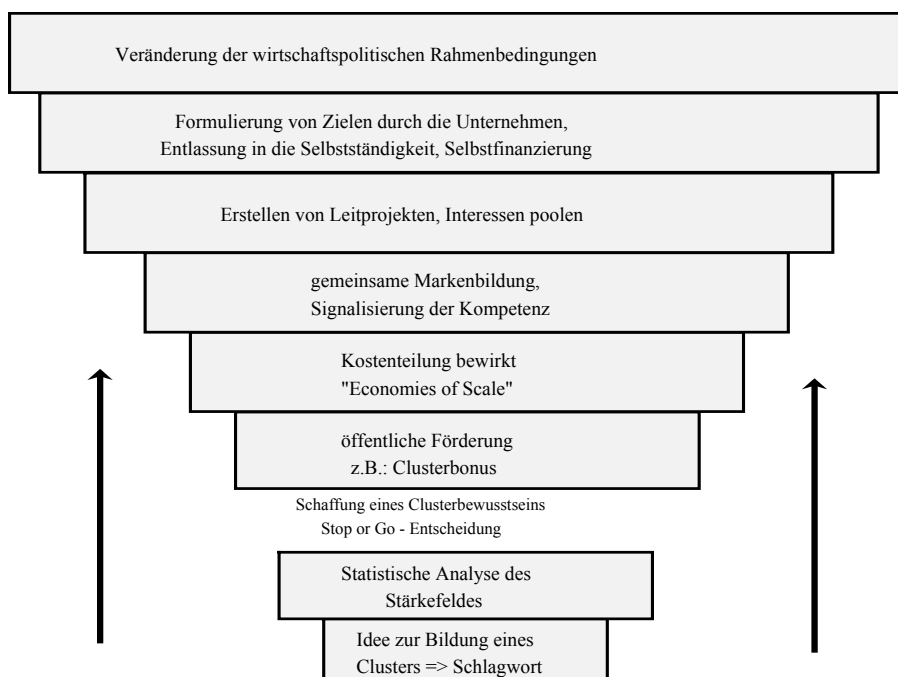 Veränderung der wirtschaftspolitischen Rahmenbedingungen
Formulierung von Zielen durch die Unternehmen,
Entlassung in die Selbstständigkeit, Selbstfinanzierung
Erstellen von Leitprojekten, Interessen poolen
gemeinsame Markenbildung,
Signalisierung der Kompetenz
Kostenteilung bewirkt
"Economies of Scale"
öffentliche Förderung
z.B.: Clusterbonus
Schaffung eines Clusterbewusstseins
Stop or Go - Entscheidung
Statistische Analyse des
Stärkefeldes
Idee zur Bildung eines
Clusters => Schlagwort